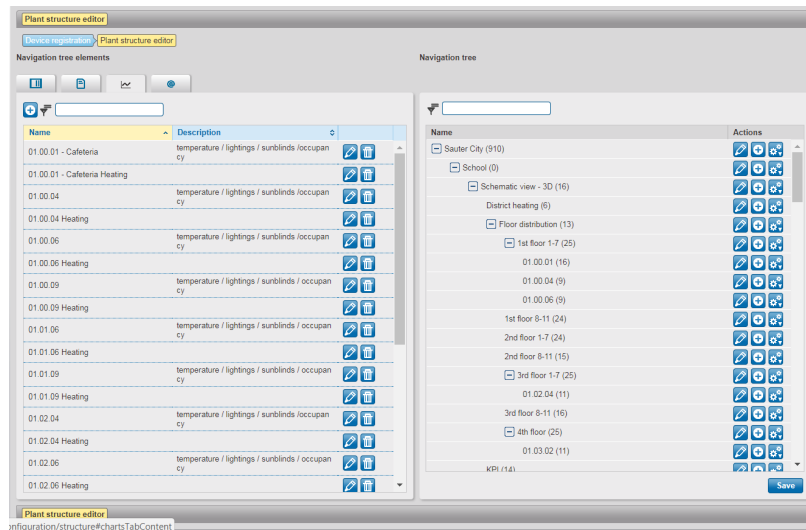 Plant structure editor
Device registration Plant structure editor
Navigation tree elements
Name Description
01.00.01 - Cafeteria temperature / lightings / sunblinds /occupan
cy
01.00.01 - Cafeteria Heating
01.00.04 temperature / lightings / sunblinds /occupan
cy
01.00.04 Heating
01.00.06 temperature / lightings / sunblinds /occupan
cy
01.00.06 Heating
01.00.09 temperature / lightings / sunblinds / occupan
cy
01.00.09 Heating
01.01.06 temperature / lightings / sunblinds /occupan
cy
01.01.06 Heating
01.01.09 temperature / lightings / sunblinds / occupan
cy
01.01.09 Heating
01.02.04 temperature / lightings / sunblinds /occupan
cy
01.02.04 Heating
01.02.06 temperature / lightings / sunblinds / occupan
cy
01.02.06 Heating
Navigation tree
Name Actions
Sauter City (910)
School (0)
Schematic view - 3D (16)
District heating (6)
Floor distribution (13)
1st floor 1-7 (25)
01.00.01 (16)
01.00.04 (9)
01.00.06 (9)
1st floor 8-11 (24)
2nd floor 1-7 (24)
2nd floor 8-11 (15)
3rd floor 1-7 (25)
01.02.04 (11)
3rd floor 8-11 (16)
4th floor (25)
01.03.02 (11)
KPI (14)
Save
Plant structure editor
onfiguration/structure#chartsTabContent